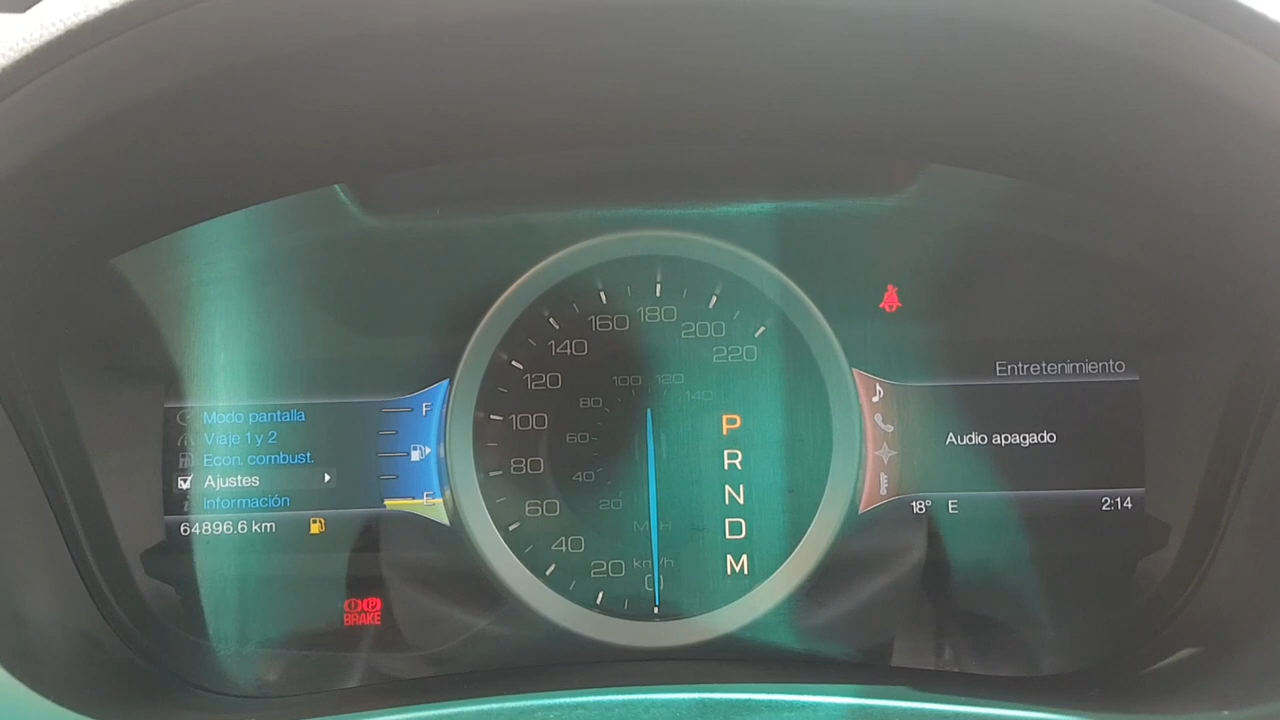 Modo pantalla
Viaje 1 y 2
Econ. combust.
Ajustes
Información
64896.6 km
F
E
BRAKE
0
20
40
60
80
100
120
140
160
180
200
220
km/h
MPH
20
40
60
80
100
120
140
P
R
N
D
M
Entretenimiento
Audio apagado
18° E
2:14